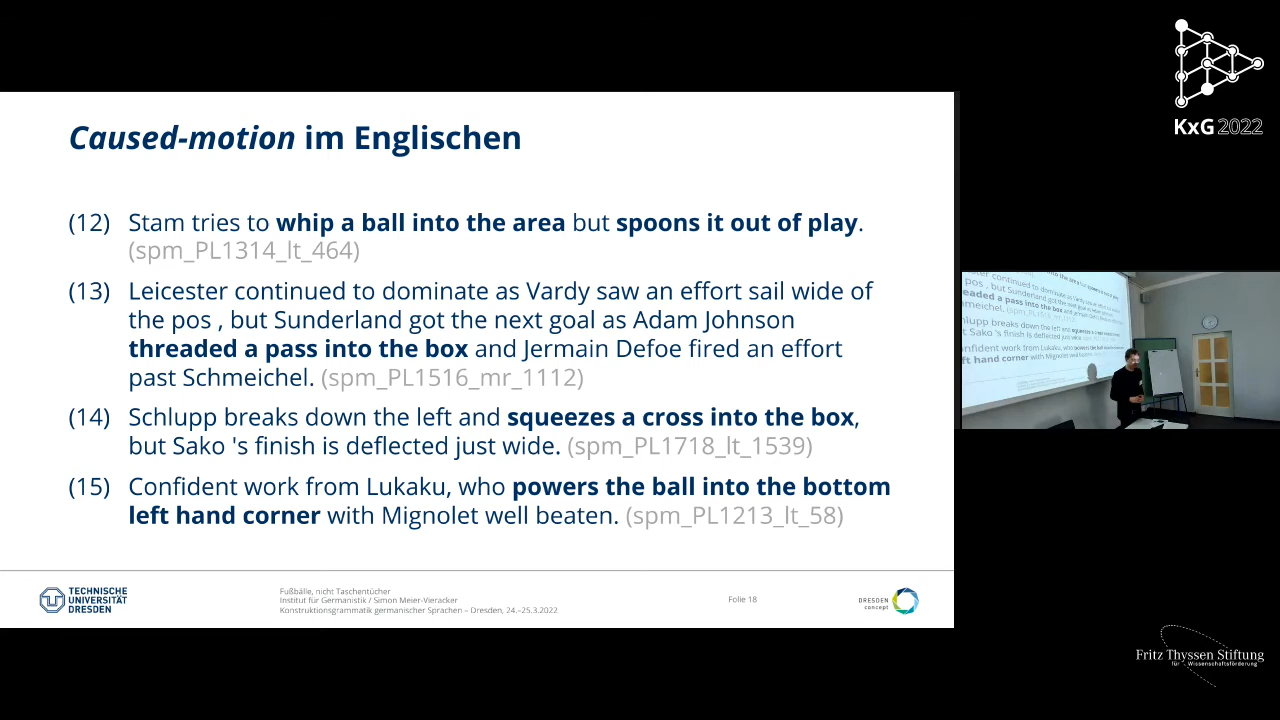 KxG 2022
Caused-motion im Englischen
(12) Stam tries to whip a ball into the area but spoons it out of play.
(spm_PL1314_lt_464)
(13) Leicester continued to dominate as Vardy saw an effort sail wide of
the pos , but Sunderland got the next goal as Adam Johnson
threaded a pass into the box and Jermain Defoe fired an effort
past Schmeichel. (spm_PL1516_mr_1112)
(14) Schlupp breaks down the left and squeezes a cross into the box,
but Sako 's finish is deflected just wide. (spm_PL1718_lt_1539)
(15) Confident work from Lukaku, who powers the ball into the bottom
left hand corner with Mignolet well beaten. (spm_PL1213_lt_58)
TECHNISCHE
UNIVERSITÄT
DRESDEN
Fußbälle, nicht Taschentücher
Institut für Germanistik / Simon Meier-Vieracker
Konstruktionsgrammatik germanischer Sprachen – Dresden, 24.–25.3.2022
Folie 18
DRESDEN
concept
Fritz Thyssen Stiftung
für Wissenschaftsförderung